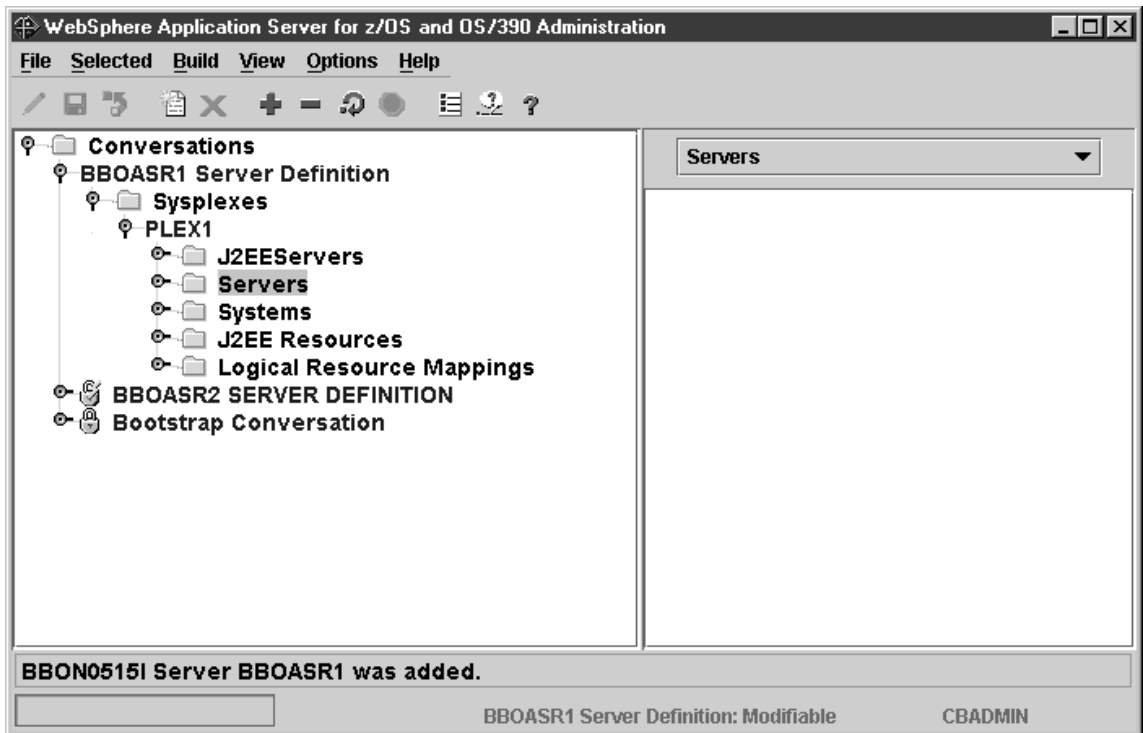 WebSphere Application Server for z/OS and OS/390 Administration
File Selected Build View Options Help
Conversations
BBOASR1 Server Definition
Sysplexes
PLEX1
J2EEServers
Servers
Systems
J2EE Resources
Logical Resource Mappings
BBOASR2 SERVER DEFINITION
Bootstrap Conversation
Servers
BBON0515I Server BBOASR1 was added.
BBOASR1 Server Definition: Modifiable CBADMIN